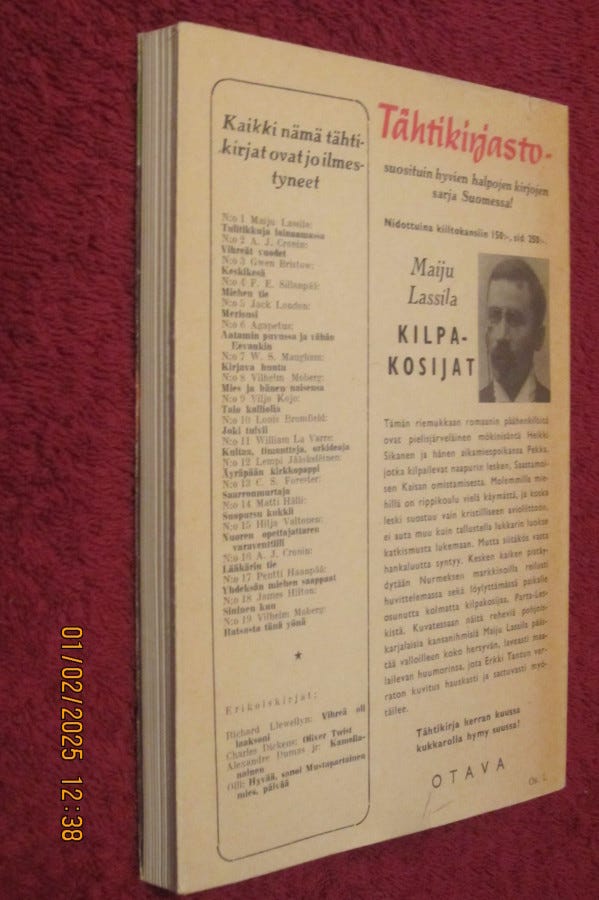 Kaikki nämä tähti-
kirjat ovat jo ilmes-
tyneet
N:o 1 Maiju Lassila:
Tulitikkuja lainaamassa
N:o 2 A. J. Cronin:
Vihreät vuodet
N:o 3 Gwen Bristow:
Keskikesä
N:o 4 F. E. Sillanpää:
Miehen tie
N:o 5 Jack London:
Merisusi
N:o 6 Agapetus:
Aatamin puvussa ja vähän
Eevankin
N:o 7 W. S. Maugham:
Kirjava huntu
N:o 8 Vilhelm Moberg:
Mies ja hänen naisensa
N:o 9 Viljo Kojo:
Talo kalliolla
N:o 10 Louis Bromfield:
Joki tulvii
N:o 11 William La Varre:
Kultaa, timantteja, orkideoja
N:o 12 Lempi Jääskeläinen:
Äyräpään kirkkopappi
N:o 13 C. S. Forester:
Saarronmurtaja
N:o 14 Matti Hälli:
Suopursu kukkii
N:o 15 Hilja Valtonen:
Nuoren opettajattaren
varaventtiili
N:o 16 A. J. Cronin:
Lääkärin tie
N:o 17 Pentti Haanpää:
Yhdeksän miehen saappaat
N:o 18 James Hilton:
Sininen kuu
N:o 19 Vilhelm Moberg:
Ratsasta tänä yönä
Erikoiskirjat:
Richard Llewellyn: Vihreä oli
laaksoni
Charles Dickens: Oliver Twist
Alexandre Dumas jr: Kamelia-
nainen
Olli: Hyvää, sanoi Mustapartainen
mies, päivää
Tähtikirjasto-
suosituin hyvien halpojen kirjojen
sarja Suomessa!
Nidottuina kiiltokansiin 150:-, sid. 250:-.
Maiju
Lassila
KILPA-
KOSIJAT
Tämän riemukkaan romaanin päähenkilöistä
ovat pielisjärveläinen mökinisäntä Heikki
Sikanen ja hänen aikamiespoikansa Pekka,
jotka kilpailevat naapurin lesken, Saastamoi-
sen Kaisan omistamisesta. Molemmilla mie-
hillä on rippikoulu vielä käymättä, ja koska
leski suostuu vain kristilliseen avioliittoon,
ei auta muu kuin tallustella lukkarin luokse
katkismusta lukemaan. Mutta siitäkös vasta
hankaluutta syntyy. Kesken kaiken pistäy-
dytään Nurmeksen markkinoilla roilusti
huvittelemassa sekä löylyttämässä paikalle
osunutta kolmatta kilpakosijaa, Parta-Les-
kistä. Kuvatessaan näitä reheviä pohjois-
karjalaisia kansanihmisiä Maiju Lassila pääs-
tää valloilleen koko hersyvän, laveasti maa-
ilevan huumorinsa, jota Erkki Tantun ver-
raton kuvitus hauskasti ja sattuvasti myö-
täilee.
Tähtikirja kerran kuussa
kukkarolla hymy suussa!
OTAVA
01/02/2025 12:38